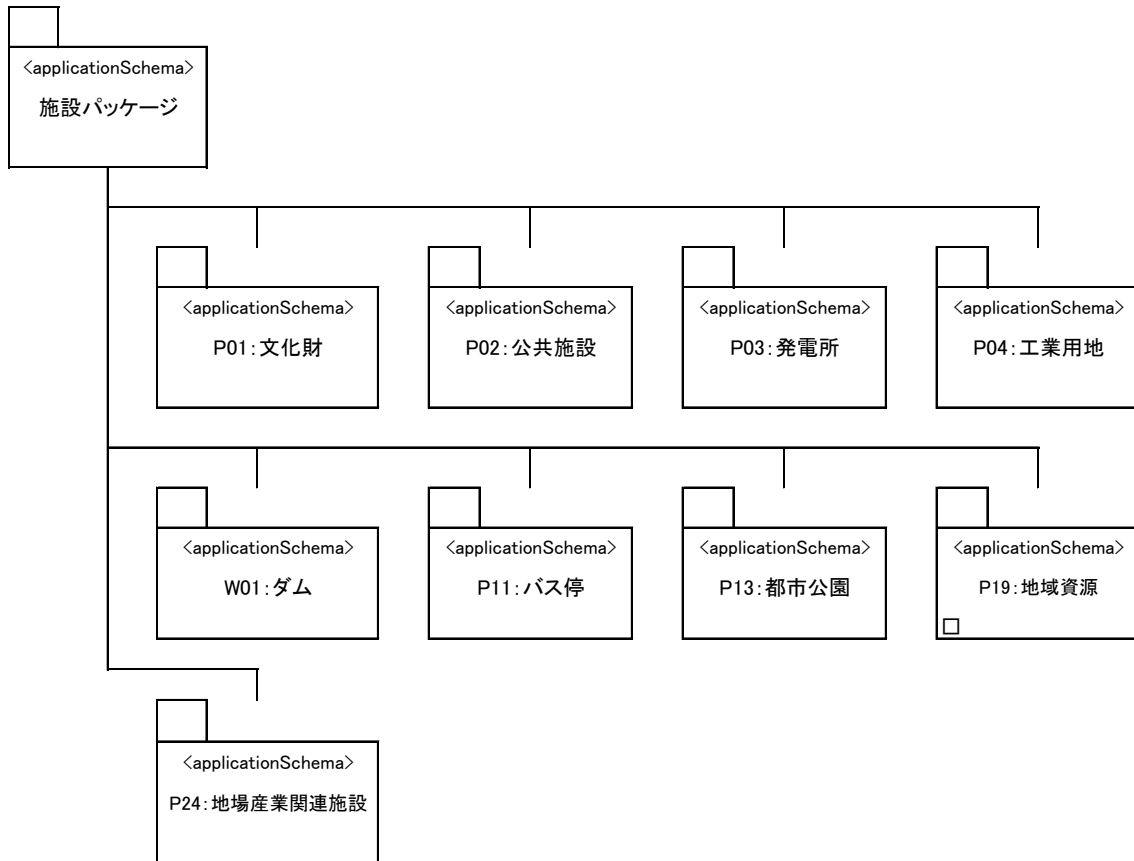 <applicationSchema>
施設パッケージ
<applicationSchema>
P01:文化財
<applicationSchema>
P02:公共施設
<applicationSchema>
P03:発電所
<applicationSchema>
P04:工業用地
<applicationSchema>
W01:ダム
<applicationSchema>
P11:バス停
<applicationSchema>
P13:都市公園
<applicationSchema>
P19:地域資源
<applicationSchema>
P24:地場産業関連施設